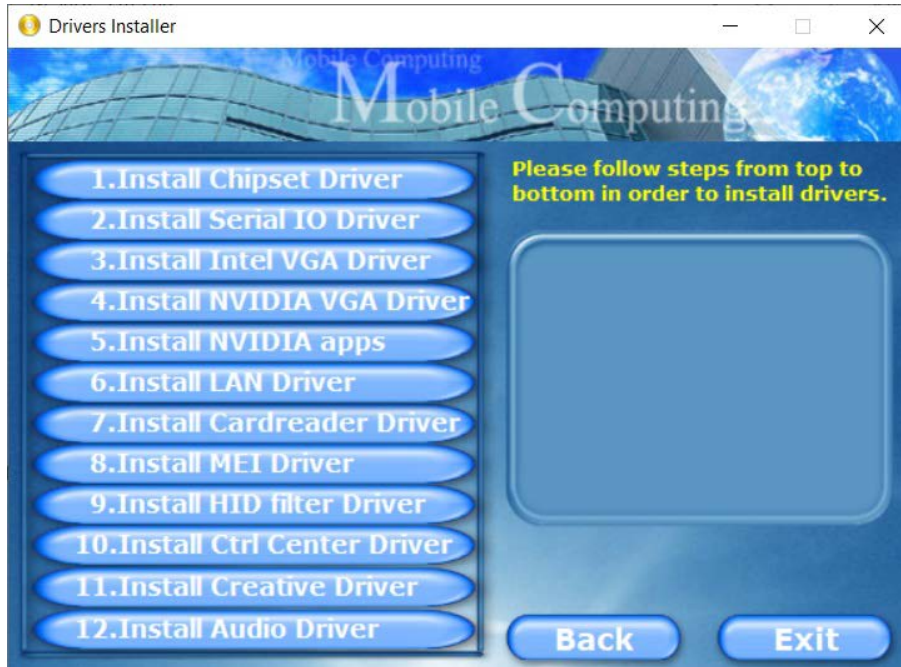 Drivers Installer
Mobile Computing
Mobile Computing
1.Install Chipset Driver
2.Install Serial IO Driver
3.Install Intel VGA Driver
4.Install NVIDIA VGA Driver
5.Install NVIDIA apps
6.Install LAN Driver
7.Install Cardreader Driver
8.Install MEI Driver
9.Install HID filter Driver
10.Install Ctrl Center Driver
11.Install Creative Driver
12.Install Audio Driver
Please follow steps from top to
bottom in order to install drivers.
Back
Exit